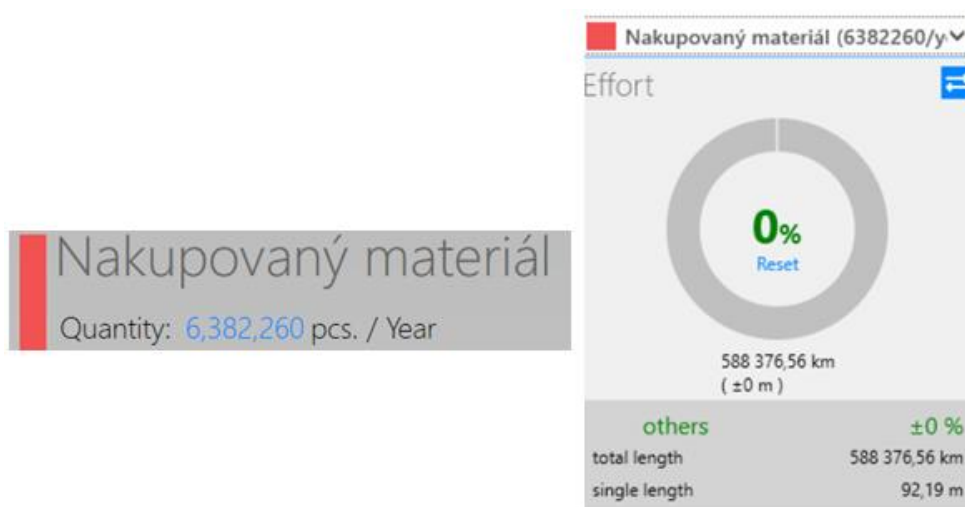 Nakupovaný materiál
Quantity: 6,382,260 pcs. / Year
Nakupovaný materiál (6382260/y
Effort
0%
Reset
588 376,56 km
( ±0 m )
others ±0 %
total length 588 376,56 km
single length 92,19 m